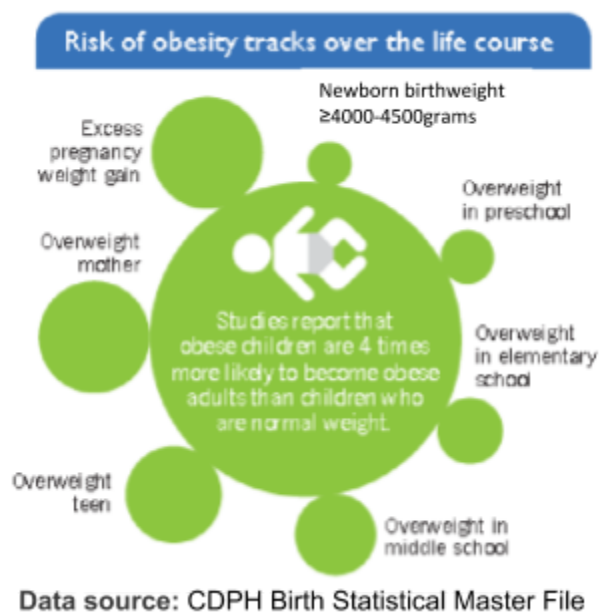 Risk of obesity tracks over the life course
Newborn birthweight
≥4000-4500grams
Excess
pregnancy
weight gain
Overweight
in preschool
Overweight
mother
Studies report that
obese children are 4 times
more likely to become obese
adults than children who
are normal weight.
Overweight
in elementary
school
Overweight
teen
Overweight in
middle school
Data source: CDPH Birth Statistical Master File